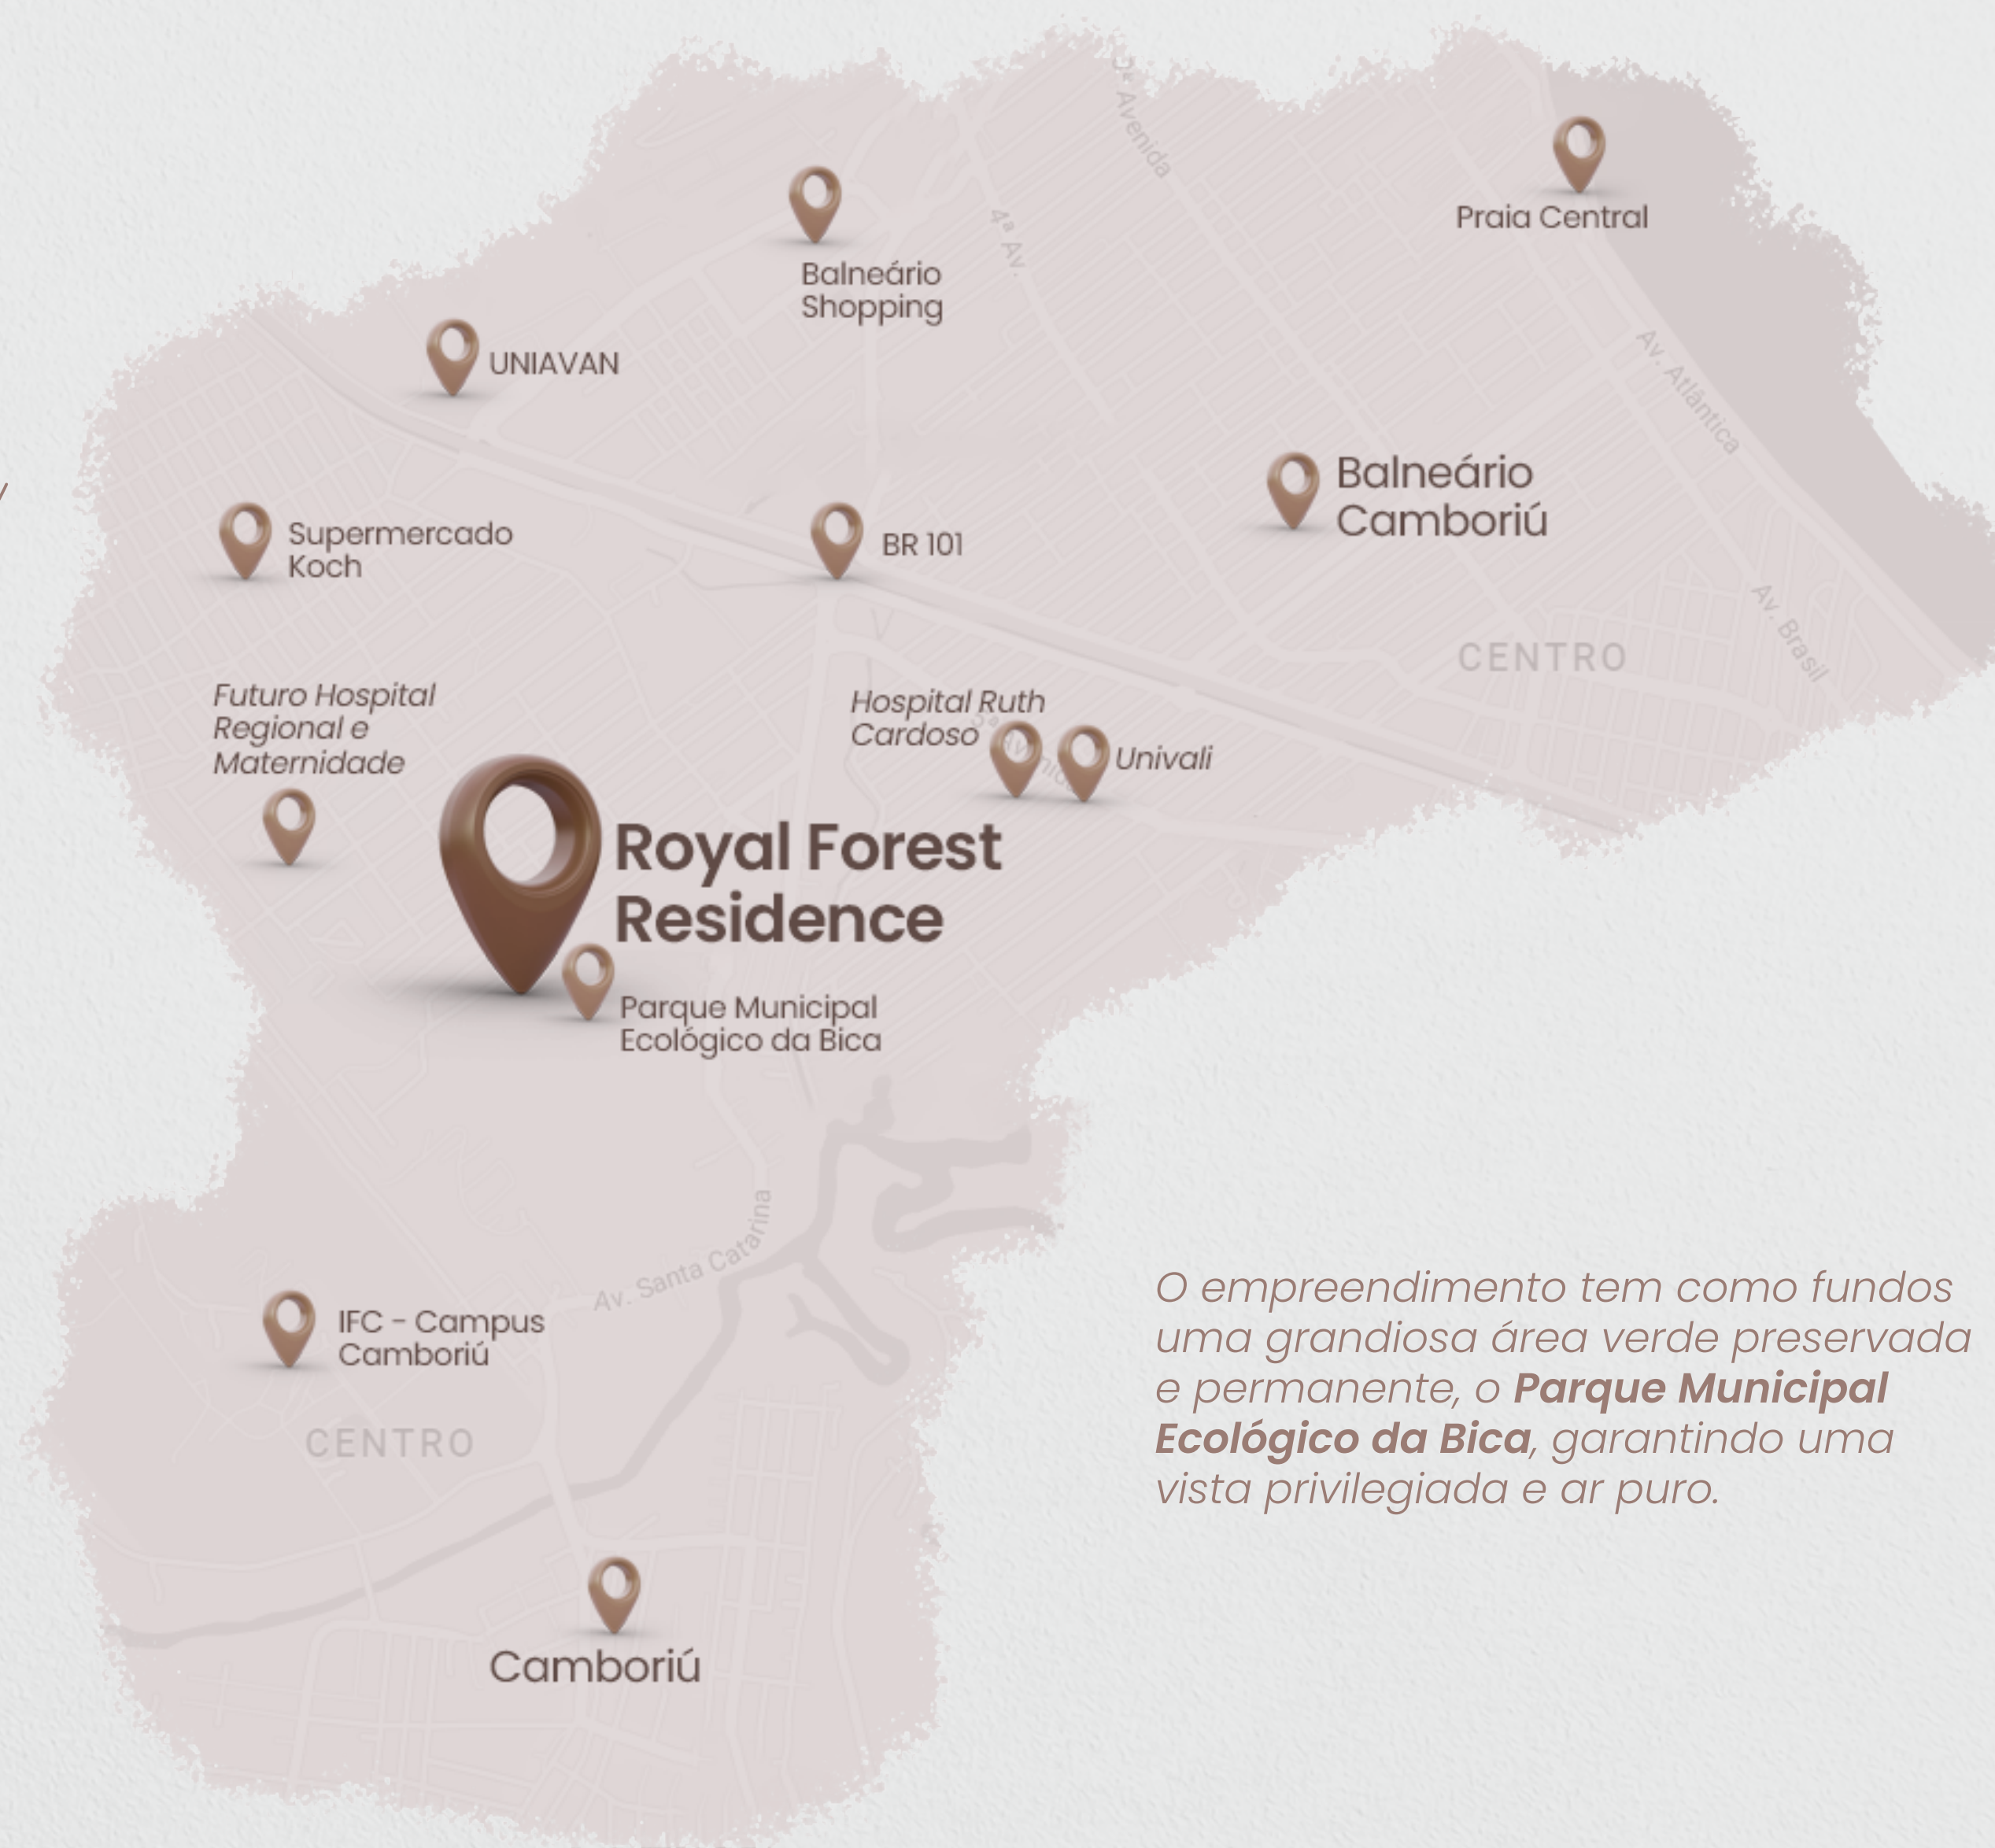 3ª Avenida
Praia Central
4ª Av.
Balneário
Shopping
UNIAVAN
Av. Atlântica
Balneário
Camboriú
Supermercado
Koch
BR 101
Av. Brasil
CENTRO
Futuro Hospital
Regional e
Maternidade
Hospital Ruth
Cardoso
5ª Avenida
Univali
Royal Forest
Residence
Parque Municipal
Ecológico da Bica
Av. Santa Catarina
O empreendimento tem como fundos
uma grandiosa área verde preservada
e permanente, o Parque Municipal
Ecológico da Bica, garantindo uma
vista privilegiada e ar puro.
IFC - Campus
Camboriú
CENTRO
Camboriú